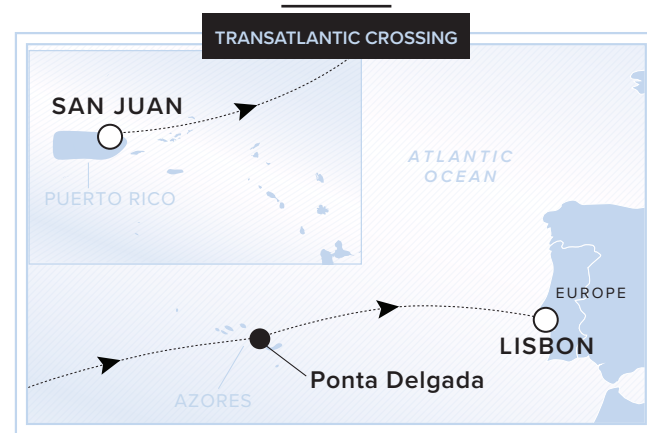 TRANSATLANTIC CROSSING
SAN JUAN
PUERTO RICO
ATLANTIC
OCEAN
EUROPE
LISBON
Ponta Delgada
AZORES